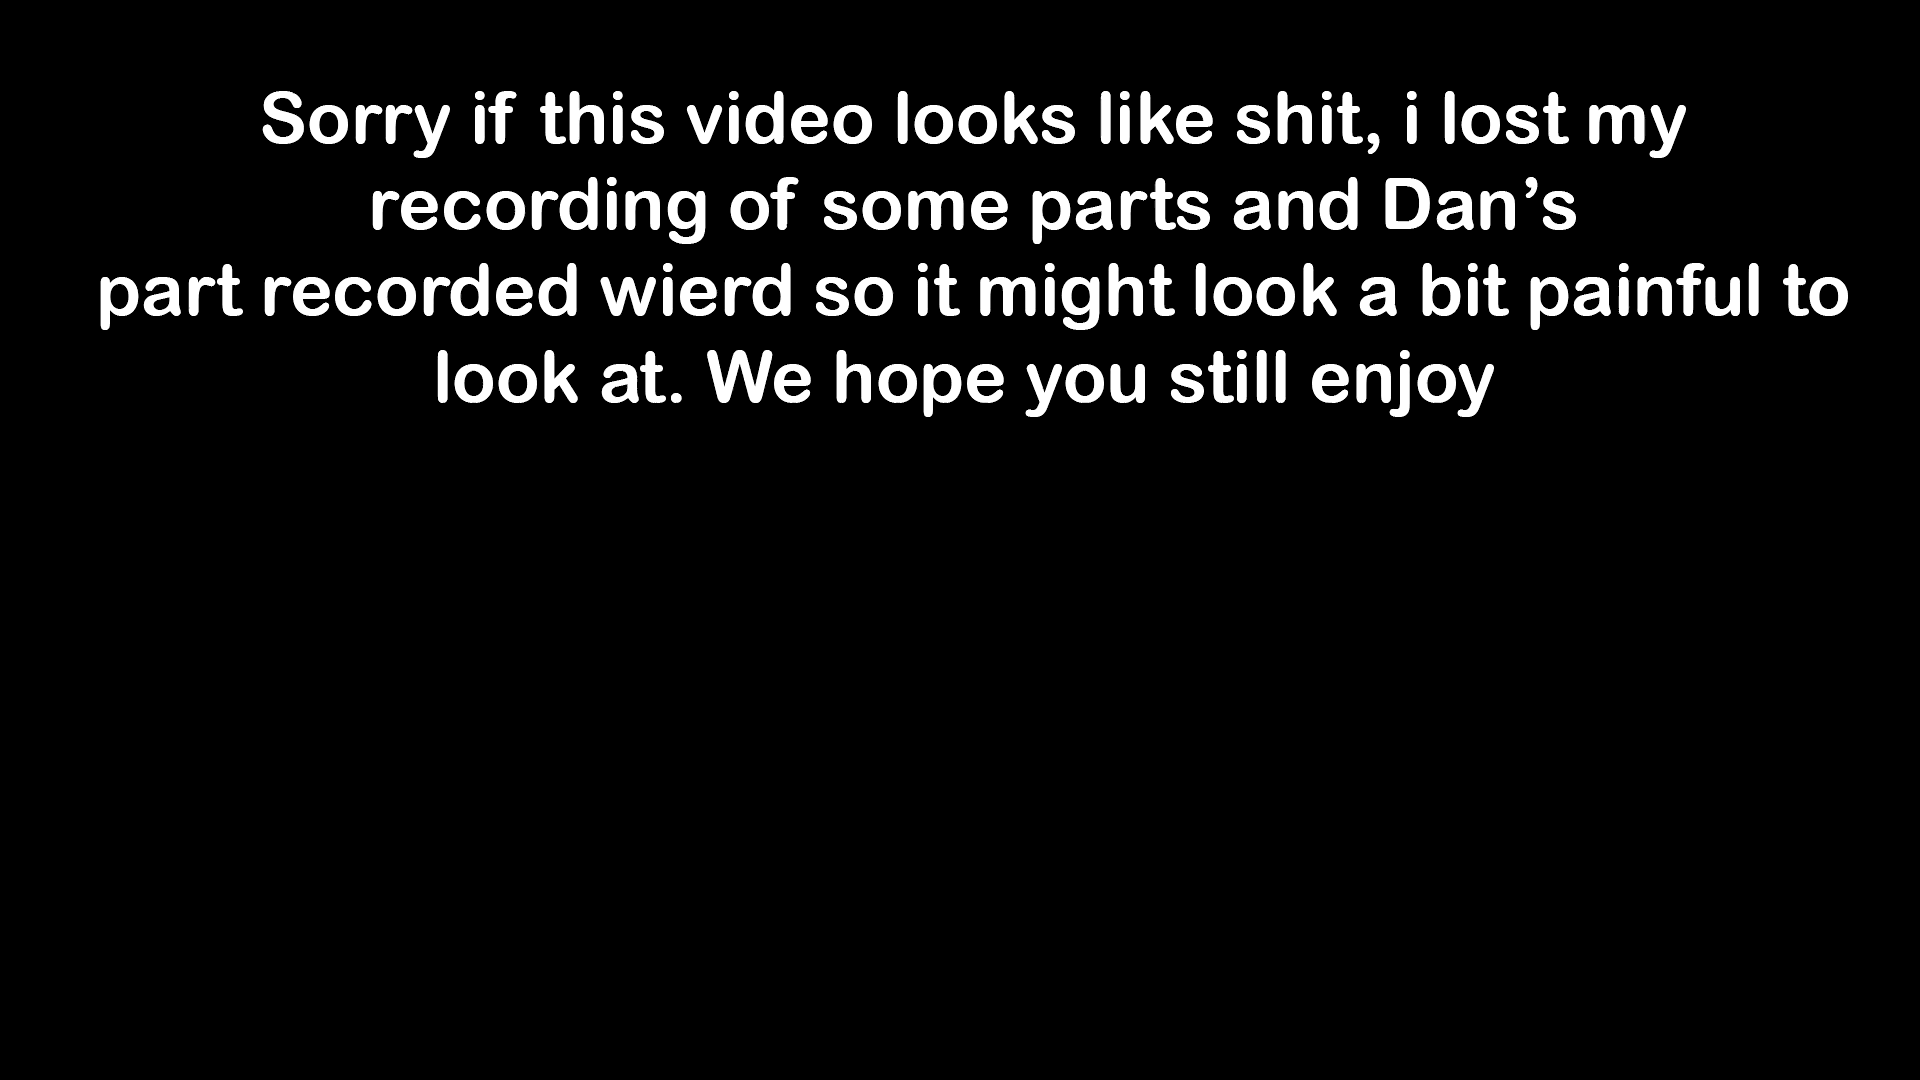 Sorry if this video looks like shit, i lost my
recording of some parts and Dan’s
part recorded wierd so it might look a bit painful to
look at. We hope you still enjoy